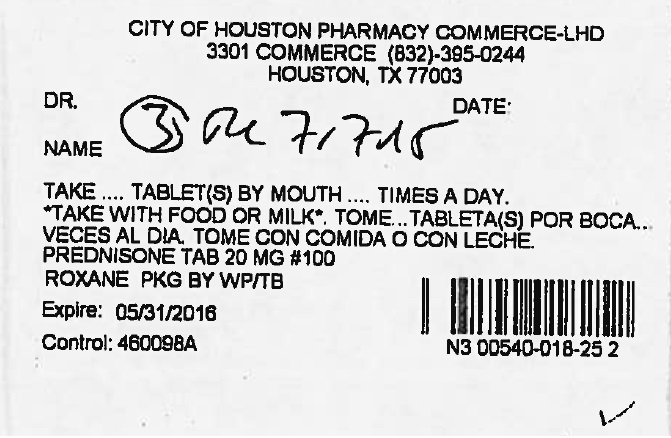 CITY OF HOUSTON PHARMACY COMMERCE-LHD
3301 COMMERCE (832)-395-0244
HOUSTON, TX 77003
DR.
DATE:
NAME
TAKE .... TABLET(S) BY MOUTH .... TIMES A DAY.
*TAKE WITH FOOD OR MILK*. TOME...TABLETA(S) POR BOCA...
VECES AL DIA. TOME CON COMIDA O CON LECHE.
PREDNISONE TAB 20 MG #100
ROXANE PKG BY WP/TB
Expire: 05/31/2016
Control: 460098A
N3 00540-018-25 2